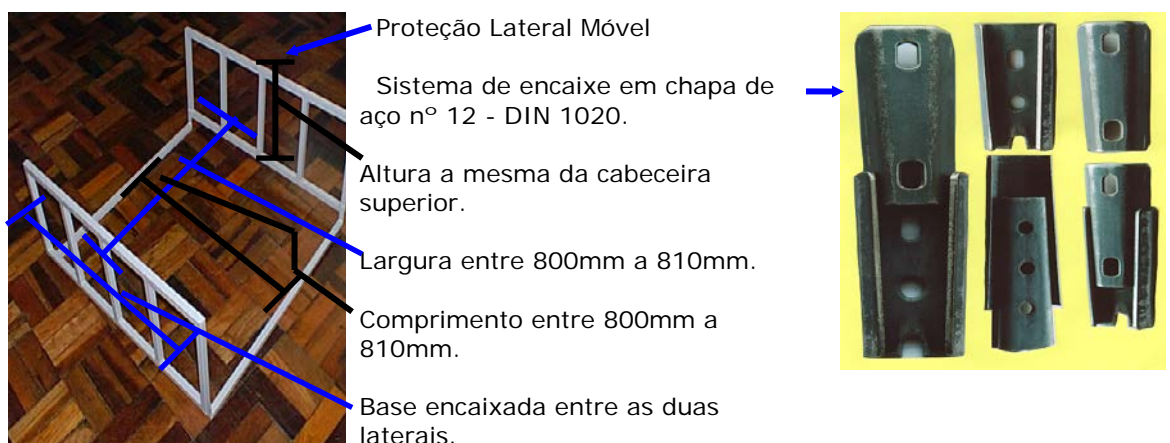 Proteção Lateral Móvel
Sistema de encaixe em chapa de
aço nº 12 - DIN 1020.
Altura a mesma da cabeceira
superior.
Largura entre 800mm a 810mm.
Comprimento entre 800mm a
810mm.
Base encaixada entre as duas
laterais.